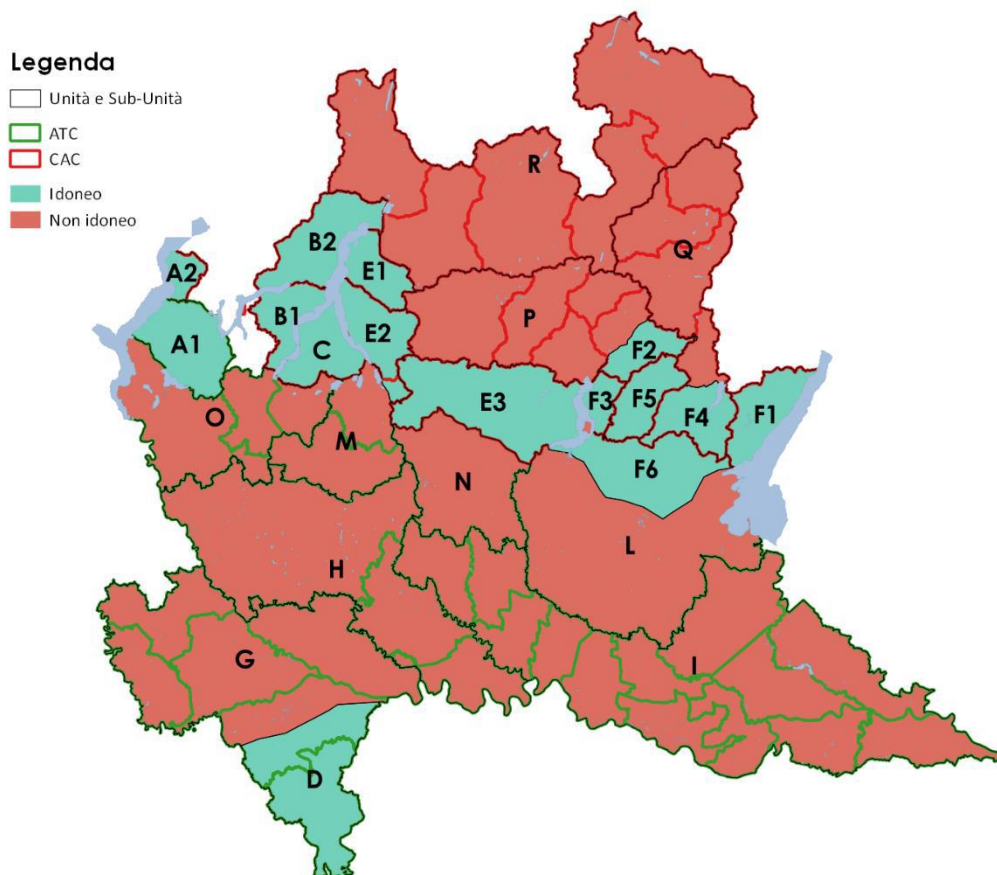 Legenda
Unità e Sub-Unità
ATC
CAC
Idoneo
Non idoneo
R
B2
Q
A2
E1
B1
P
A1
C
E2
F2
E3
F3
F5
F4
F1
O
M
F6
N
L
H
G
I
D